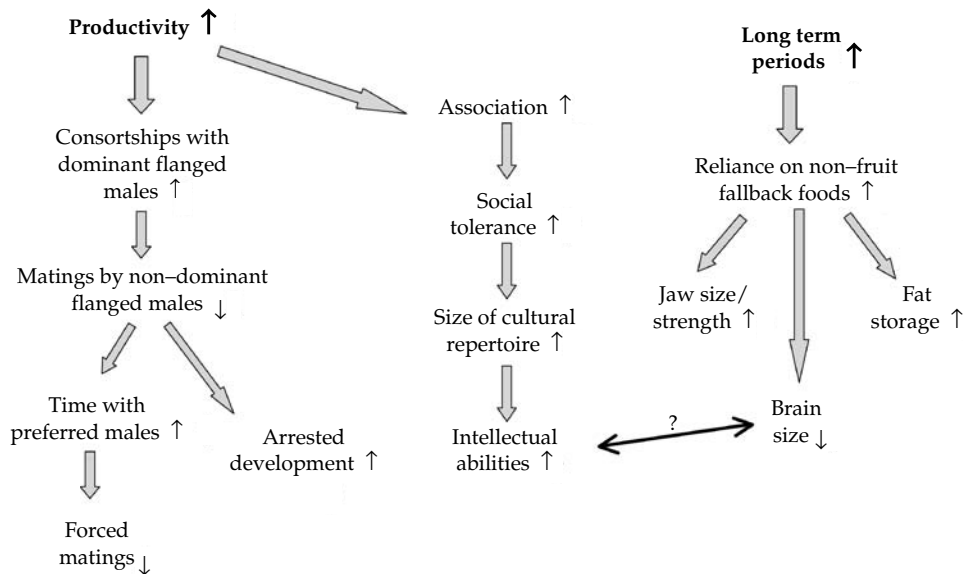 Productivity ↑
Consortships with
dominant flanged
males ↑
Matings by non–dominant
flanged males ↓
Time with
preferred males ↑
Arrested
development ↑
Forced
matings ↓
Association ↑
Social
tolerance ↑
Size of cultural
repertoire ↑
Intellectual
abilities ↑
?
Long term
periods ↑
Reliance on non–fruit
fallback foods ↑
Jaw size/
strength ↑
Fat
storage ↑
Brain
size ↓